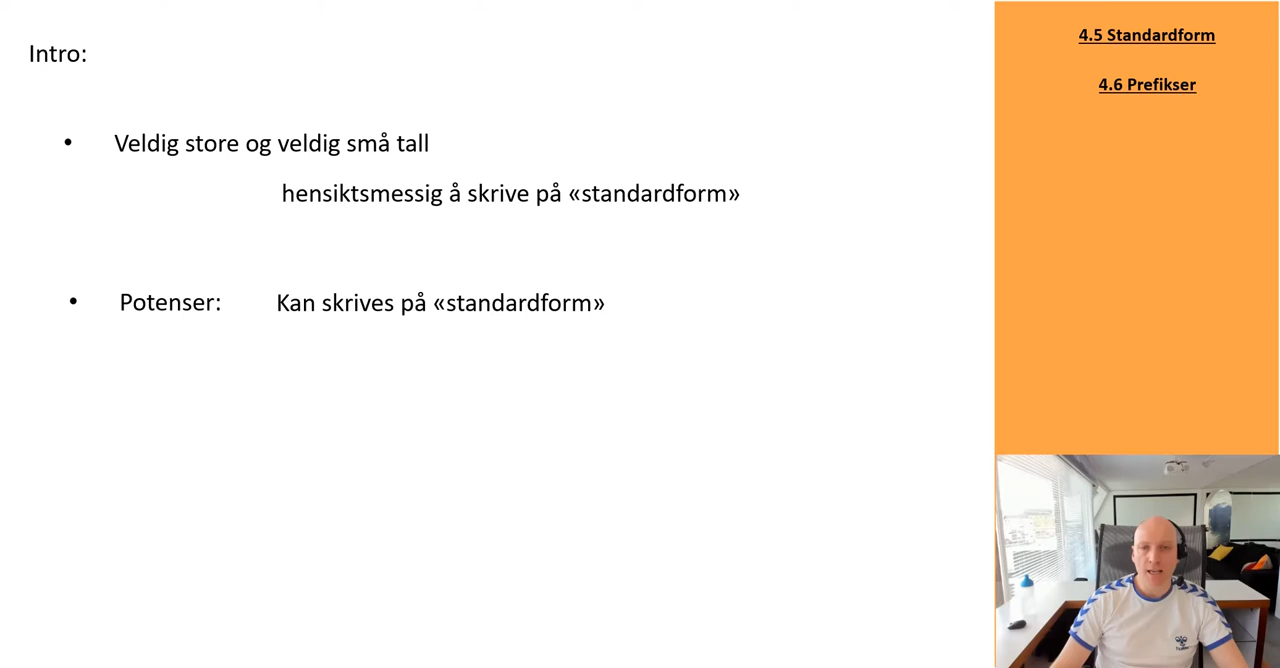 Intro:
• Veldig store og veldig små tall
hensiktsmessig å skrive på «standardform»
• Potenser: Kan skrives på «standardform»
4.5 Standardform
4.6 Prefikser